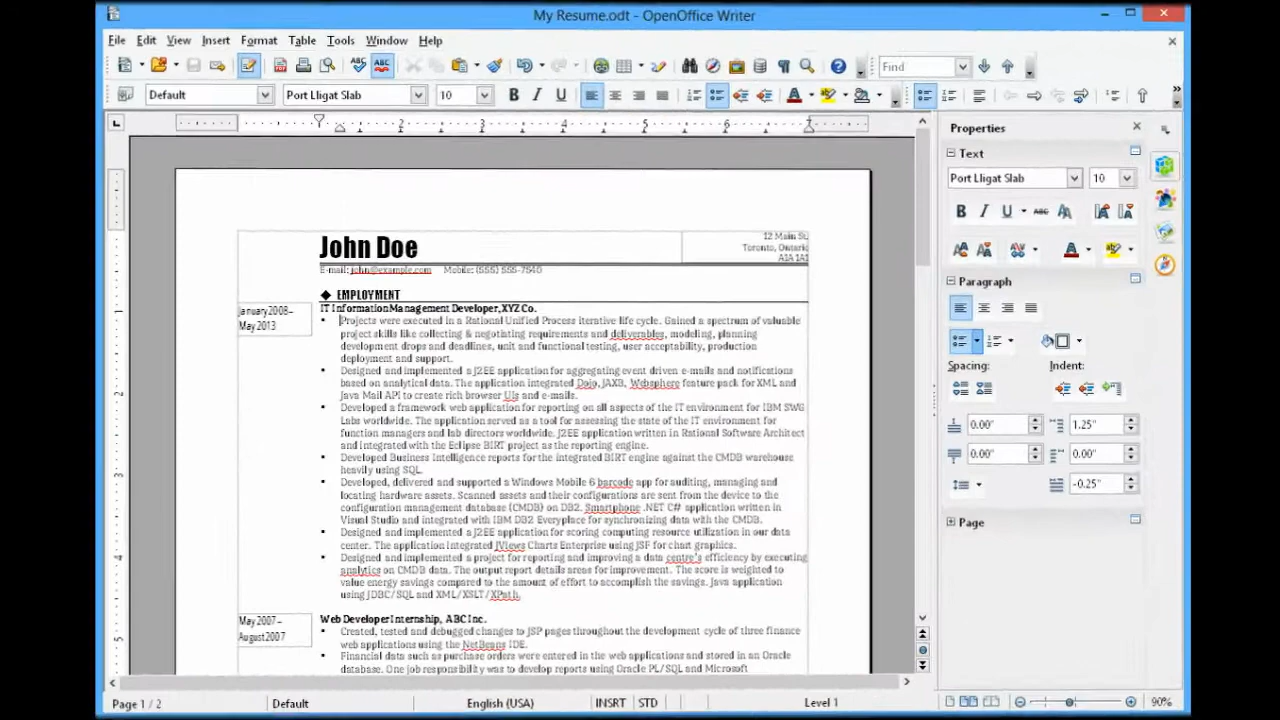 My Resume.odt - OpenOffice Writer
File Edit View Insert Format Table Tools Window Help
Find
Default Port Lligat Slab 10
1 2 3 4 5 6 7
Properties
Text
Port Lligat Slab 10
Paragraph
Spacing: Indent:
0.00" 1.25"
0.00" 0.00"
-0.25"
Page
John Doe
12 Main St.
Toronto, Ontario
A1A 1A1
E-mail: john@example.com Mobile: (555) 555-7540
EMPLOYMENT
January 2008–
May 2013
IT Information Management Developer, XYZ Co.
Projects were executed in a Rational Unified Process iterative life cycle. Gained a spectrum of valuable
project skills like collecting & negotiating requirements and deliverables, modeling, planning
development drops and deadlines, unit and functional testing, user acceptability, production
deployment and support.
Designed and implemented a J2EE application for aggregating event driven e-mails and notifications
based on analytical data. The application integrated Dojo, JAXB, Websphere feature pack for XML and
Java Mail API to create rich browser UIs and e-mails.
Developed a framework web application for reporting on all aspects of the IT environment for IBM SWG
Labs worldwide. The application served as a tool for assessing the state of the IT environment for
function managers and lab directors worldwide. J2EE application written in Rational Software Architect
and integrated with the Eclipse BIRT project as the reporting engine.
Developed Business Intelligence reports for the integrated BIRT engine against the CMDB warehouse
heavily using SQL.
Developed, delivered and supported a Windows Mobile 6 barcode app for auditing, managing and
locating hardware assets. Scanned assets and their configurations are sent from the device to the
configuration management database (CMDB) on DB2. Smartphone .NET C# application written in
Visual Studio and integrated with IBM DB2 Everyplace for synchronizing data with the CMDB.
Designed and implemented a J2EE application for scoring computing resource utilization in our data
center. The application integrated JViews Charts Enterprise using JSF for chart graphics.
Designed and implemented a project for reporting and improving a data centre's efficiency by executing
analytics on CMDB data. The output report details areas for improvement. The score is weighted to
value energy savings compared to the amount of effort to accomplish the savings. Java application
using JDBC/SQL and XML/XSLT/XPath.
May 2007–
August 2007
Web Developer Internship, ABC Inc.
Created, tested and debugged changes to JSP pages throughout the development cycle of three finance
web applications using the NetBeans IDE.
Financial data such as purchase orders were entered in the web applications and stored in an Oracle
database. One job responsibility was to develop reports using Oracle PL/SQL and Microsoft
Page 1 / 2 Default English (USA) INSRT STD Level 1 90%